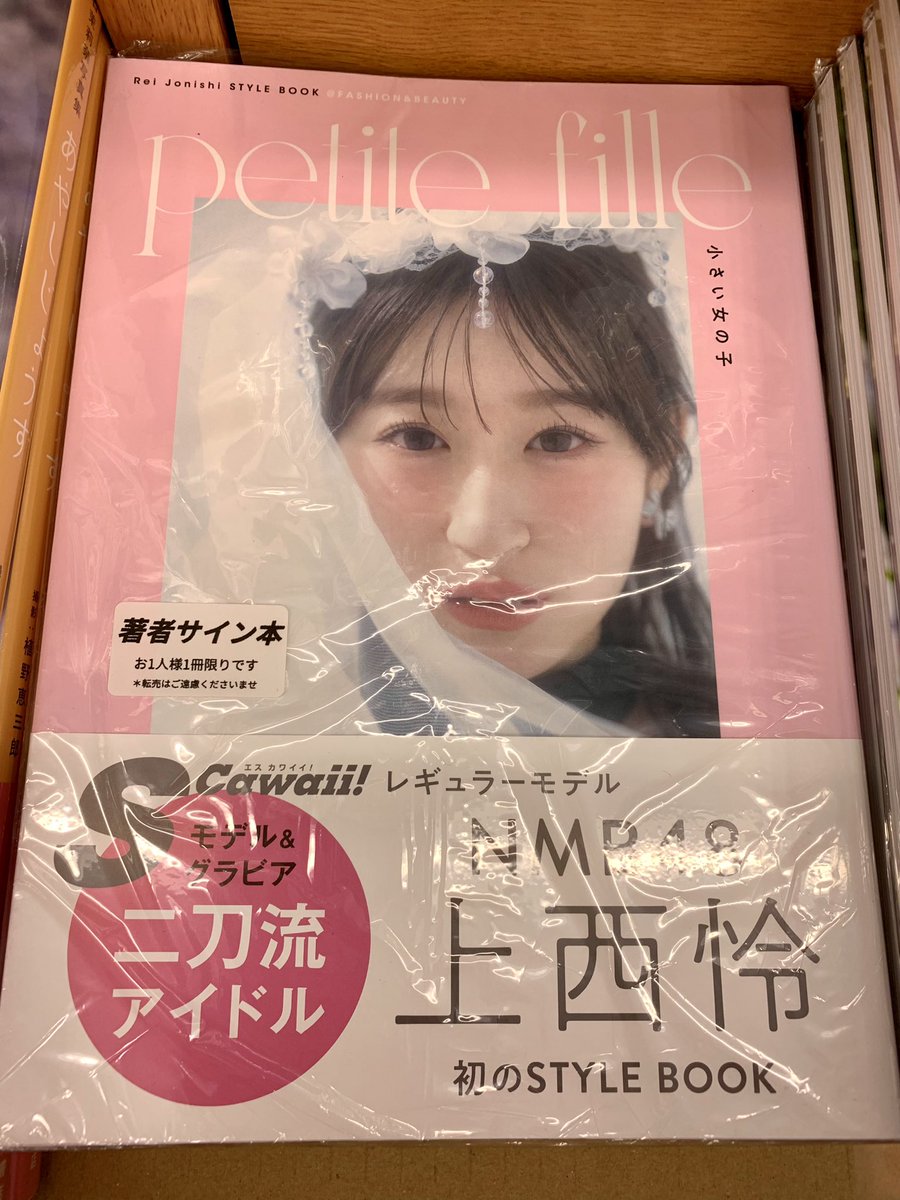 Rei Jonishi STYLE BOOK @FASHION&BEAUTY
petite fille
小さい女の子
著者サイン本
お1人様1冊限りです
＊転売はご遠慮くださいませ
エス カワイイ!
S Cawaii! レギュラーモデル
モデル&
グラビア
二刀流
アイドル
NMB48
上西怜
初のSTYLE BOOK